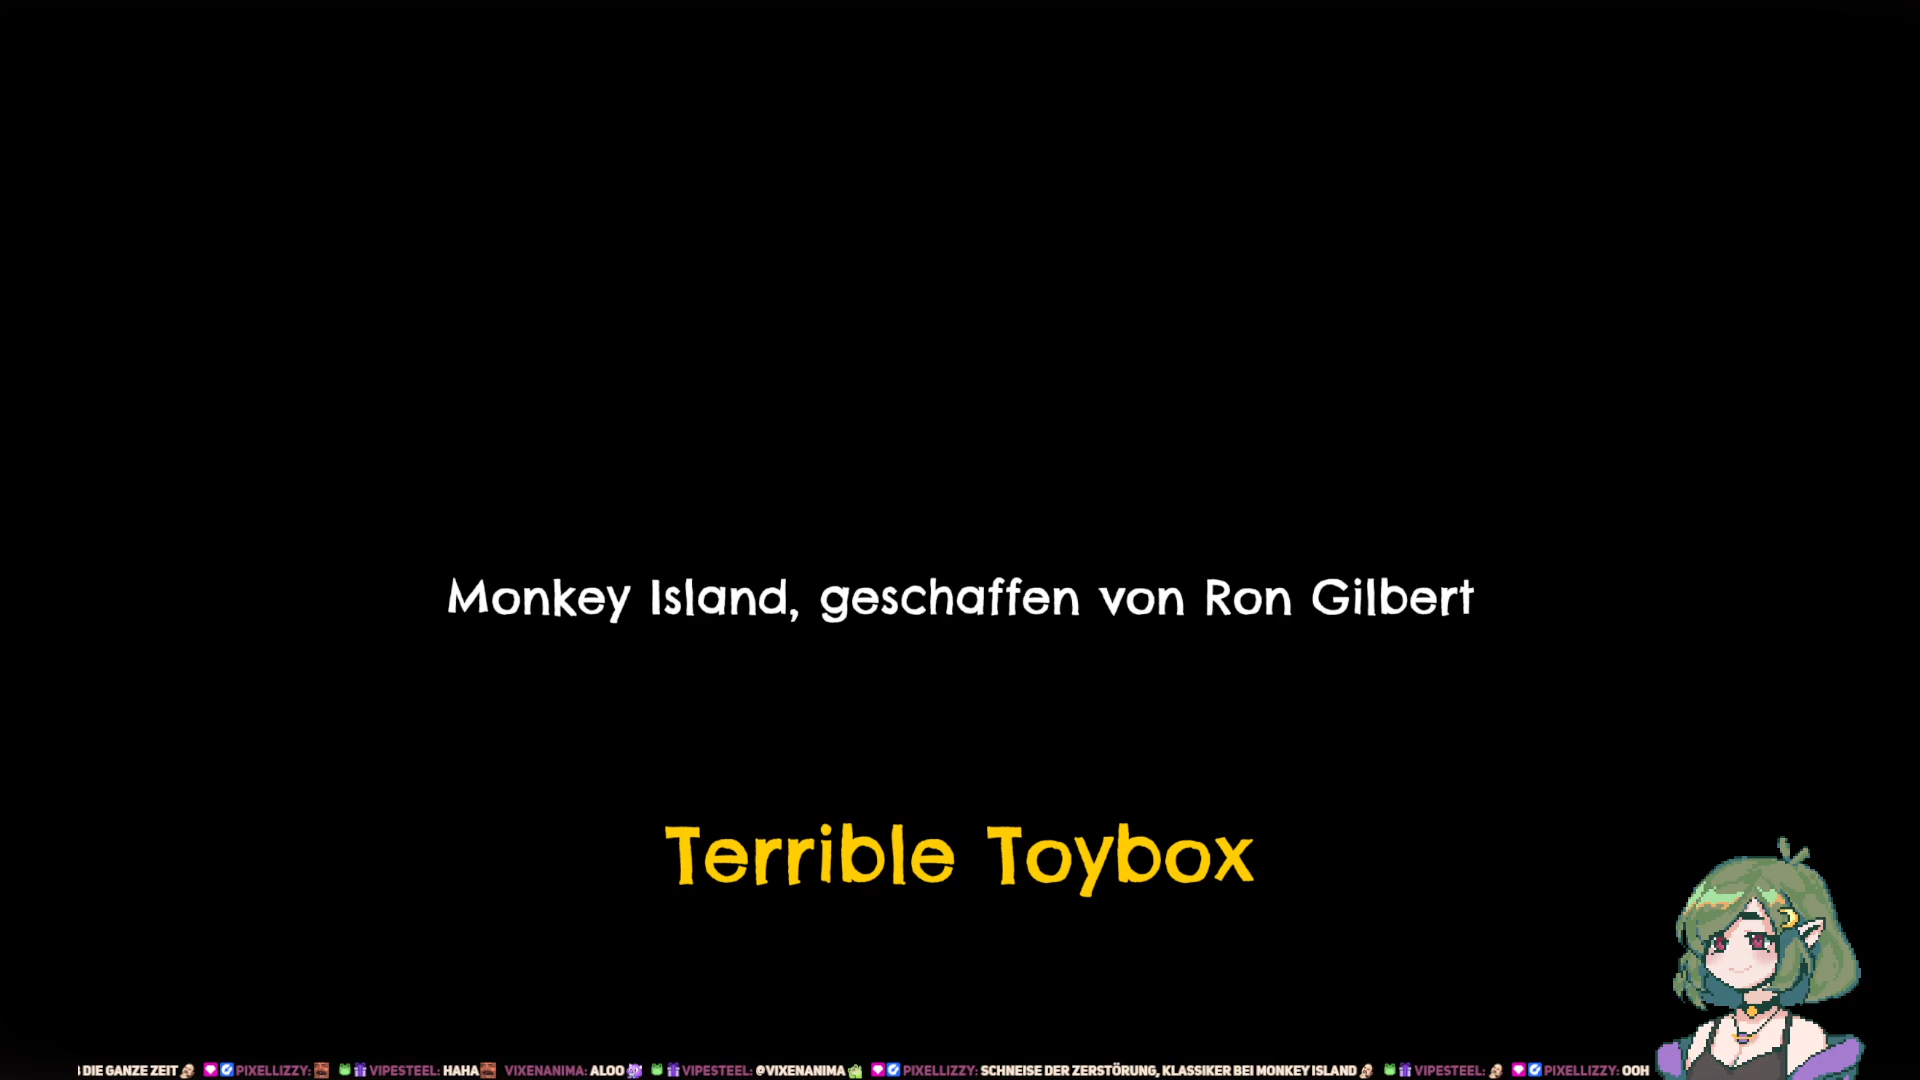 Monkey Island, geschaffen von Ron Gilbert
Terrible Toybox
DIE GANZE ZEIT PIXELLIZZY: VIPESTEEL: HAHA VIXENANIMA: ALOO VIPESTEEL: @VIXENANIMA PIXELLIZZY: SCHNEISE DER ZERSTÖRUNG, KLASSIKER BEI MONKEY ISLAND VIPESTEEL: PIXELLIZZY: OOH